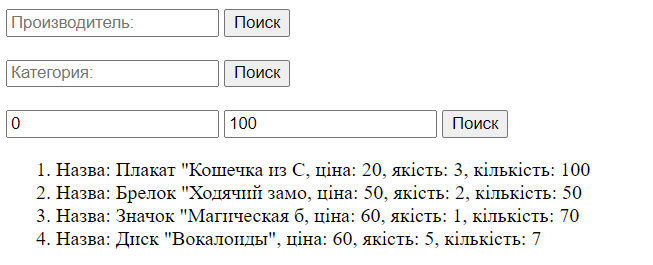 Производитель: Поиск
Категория: Поиск
0 100 Поиск
1. Назва: Плакат "Кошечка из С, ціна: 20, якість: 3, кількість: 100
2. Назва: Брелок "Ходячий замо, ціна: 50, якість: 2, кількість: 50
3. Назва: Значок "Магическая б, ціна: 60, якість: 1, кількість: 70
4. Назва: Диск "Вокалоиды", ціна: 60, якість: 5, кількість: 7